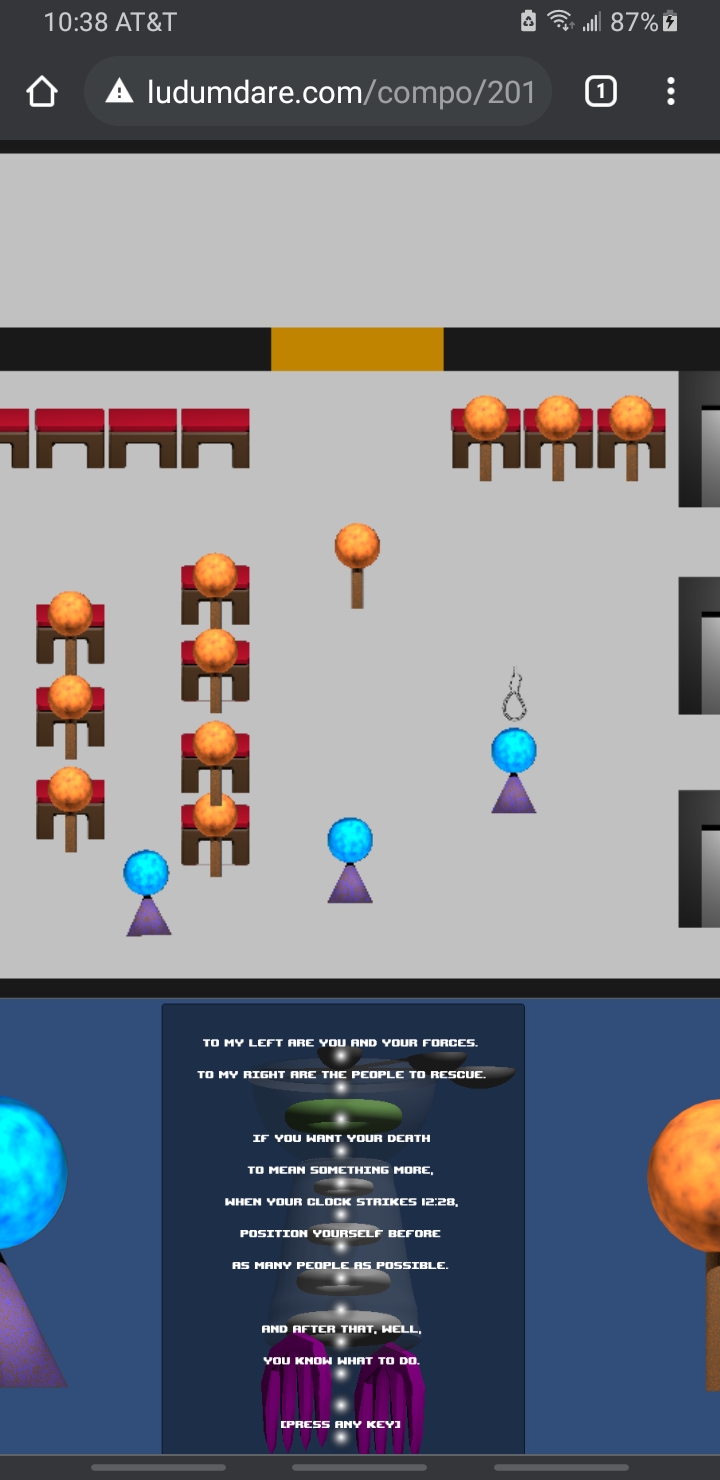 10:38 AT&T
87%
ludumdare.com/compo/201
1
TO MY LEFT ARE YOU AND YOUR FORCES.
TO MY RIGHT ARE THE PEOPLE TO RESCUE.
IF YOU WANT YOUR DEATH
TO MEAN SOMETHING MORE,
WHEN YOUR CLOCK STRIKES 12:28,
POSITION YOURSELF BEFORE
AS MANY PEOPLE AS POSSIBLE.
AND AFTER THAT, WELL,
YOU KNOW WHAT TO DO.
[PRESS ANY KEY]